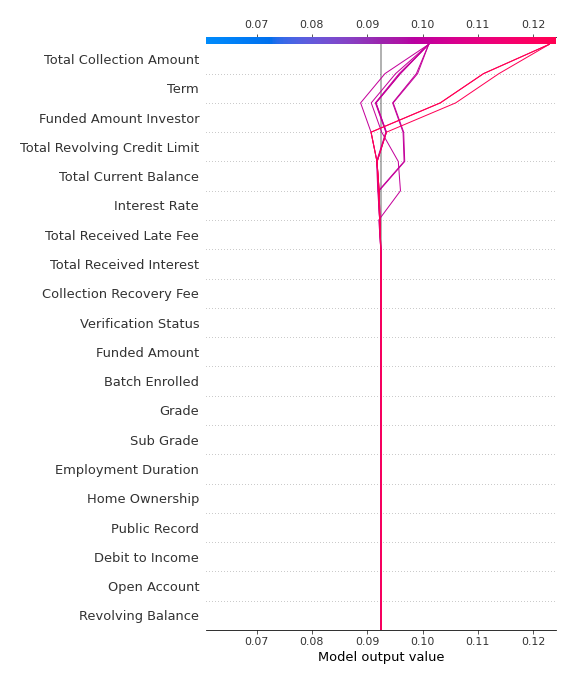 0.07 0.08 0.09 0.10 0.11 0.12
Total Collection Amount
Term
Funded Amount Investor
Total Revolving Credit Limit
Total Current Balance
Interest Rate
Total Received Late Fee
Total Received Interest
Collection Recovery Fee
Verification Status
Funded Amount
Batch Enrolled
Grade
Sub Grade
Employment Duration
Home Ownership
Public Record
Debit to Income
Open Account
Revolving Balance
0.07 0.08 0.09 0.10 0.11 0.12
Model output value